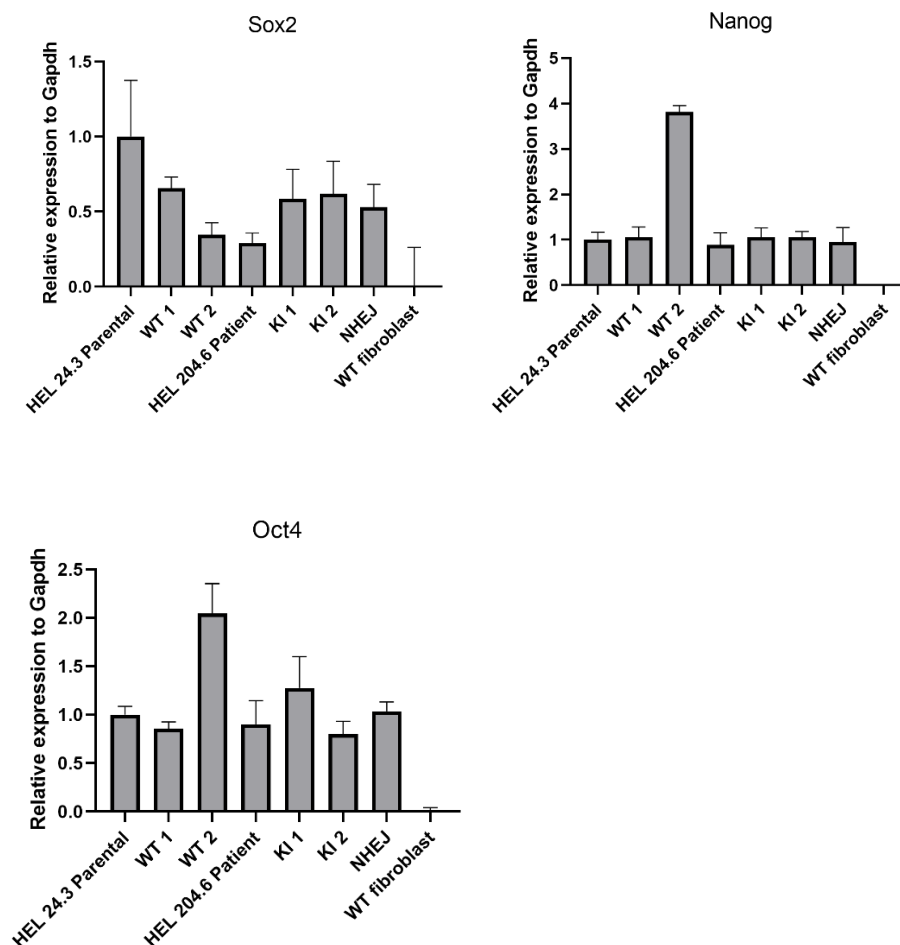 Sox2
Relative expression to Gapdh
1.5
1.0
0.5
0.0
HEL 24.3 Parental
WT 1
WT 2
HEL 204.6 Patient
KI 1
KI 2
NHEJ
WT fibroblast
Nanog
Relative expression to Gapdh
5
4
3
2
1
0
HEL 24.3 Parental
WT 1
WT 2
HEL 204.6 Patient
KI 1
KI 2
NHEJ
WT fibroblast
Oct4
Relative expression to Gapdh
2.5
2.0
1.5
1.0
0.5
0.0
HEL 24.3 Parental
WT 1
WT 2
HEL 204.6 Patient
KI 1
KI 2
NHEJ
WT fibroblast